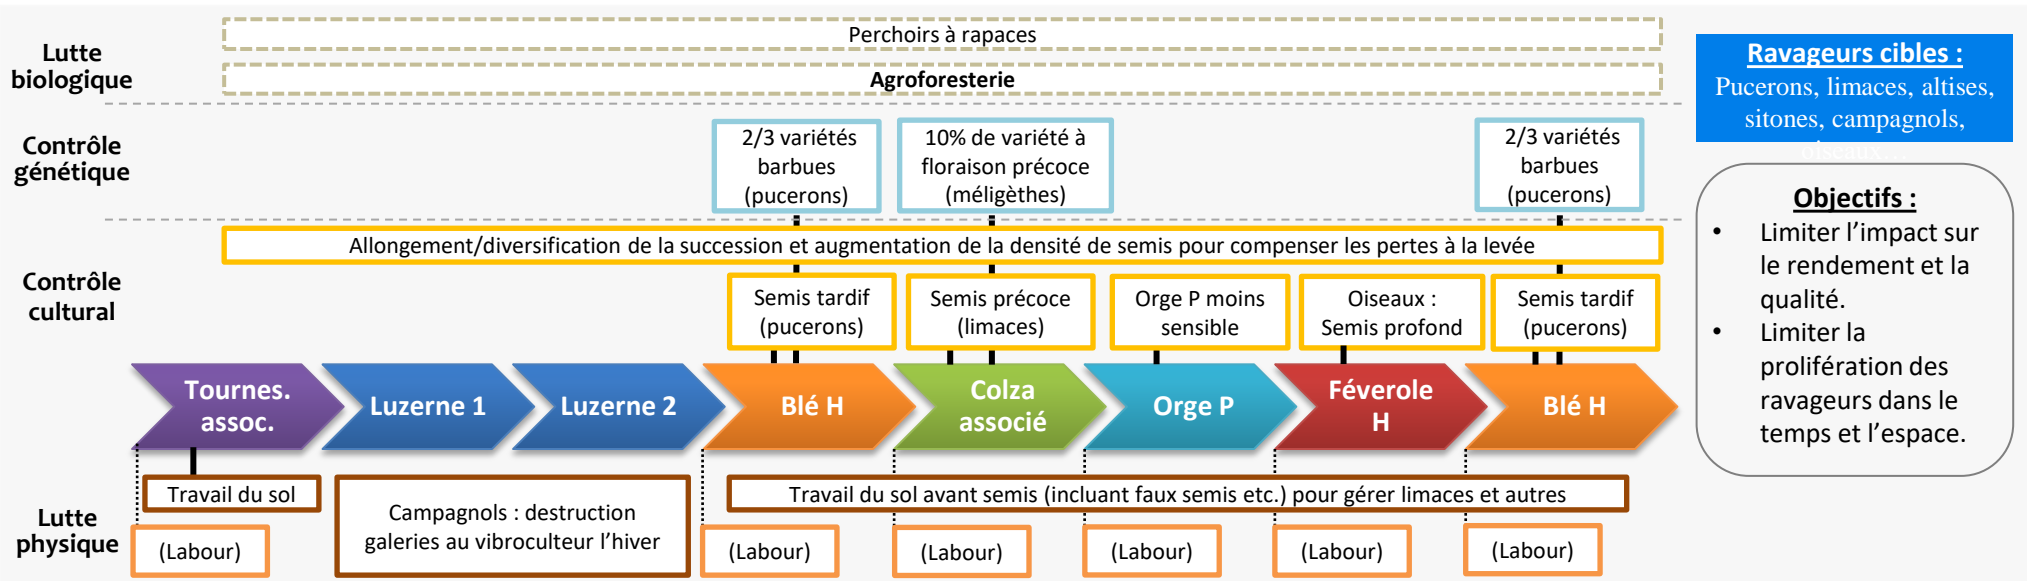 Lutte
biologique
Perchoirs à rapaces
Agroforesterie
Contrôle
génétique
2/3 variétés
barbues
(pucerons)
10% de variété à
floraison précoce
(méligèthes)
2/3 variétés
barbues
(pucerons)
Contrôle
cultural
Allongement/diversification de la succession et augmentation de la densité de semis pour compenser les pertes à la levée
Semis tardif
(pucerons)
Semis précoce
(limaces)
Orge P moins
sensible
Oiseaux :
Semis profond
Semis tardif
(pucerons)
Tournes.
assoc.
Luzerne 1
Luzerne 2
Blé H
Colza
associé
Orge P
Féverole
H
Blé H
Lutte
physique
Travail du sol
(Labour)
Campagnols : destruction
galeries au vibroculteur l’hiver
Travail du sol avant semis (incluant faux semis etc.) pour gérer limaces et autres
(Labour)
(Labour)
(Labour)
(Labour)
(Labour)
Ravageurs cibles :
Pucerons, limaces, altises,
sitones, campagnols,
oiseaux…
Objectifs :
• Limiter l’impact sur
le rendement et la
qualité.
• Limiter la
prolifération des
ravageurs dans le
temps et l’espace.